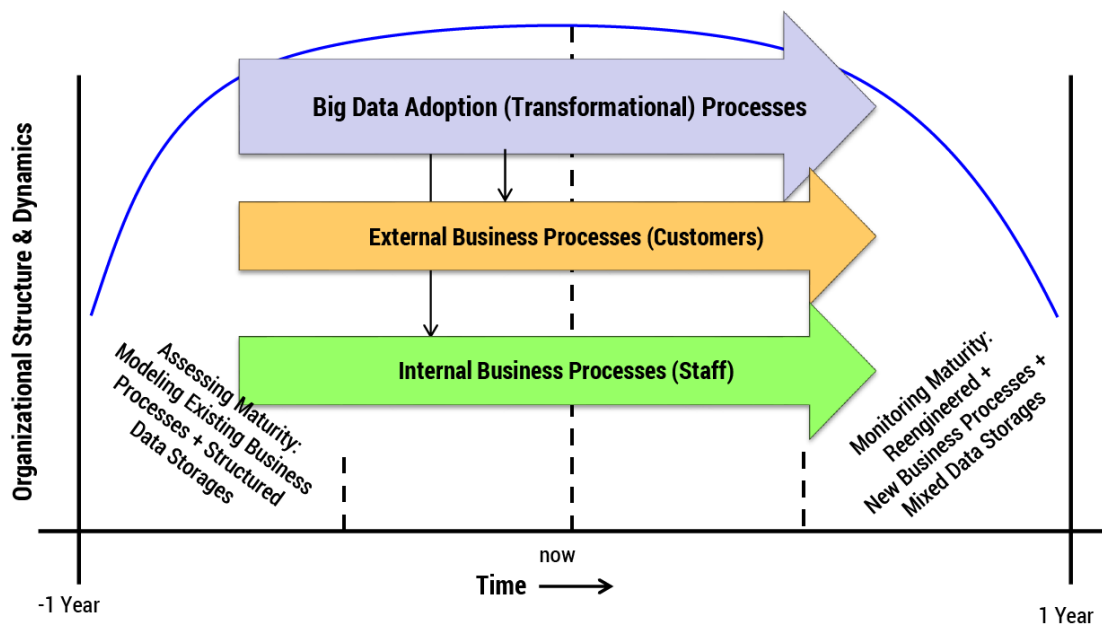 Organizational Structure & Dynamics
Big Data Adoption (Transformational) Processes
External Business Processes (Customers)
Internal Business Processes (Staff)
Assessing Maturity:
Modeling Existing Business
Processes + Structured
Data Storages
Monitoring Maturity:
Reengineered +
New Business Processes +
Mixed Data Storages
now
Time
-1 Year
1 Year